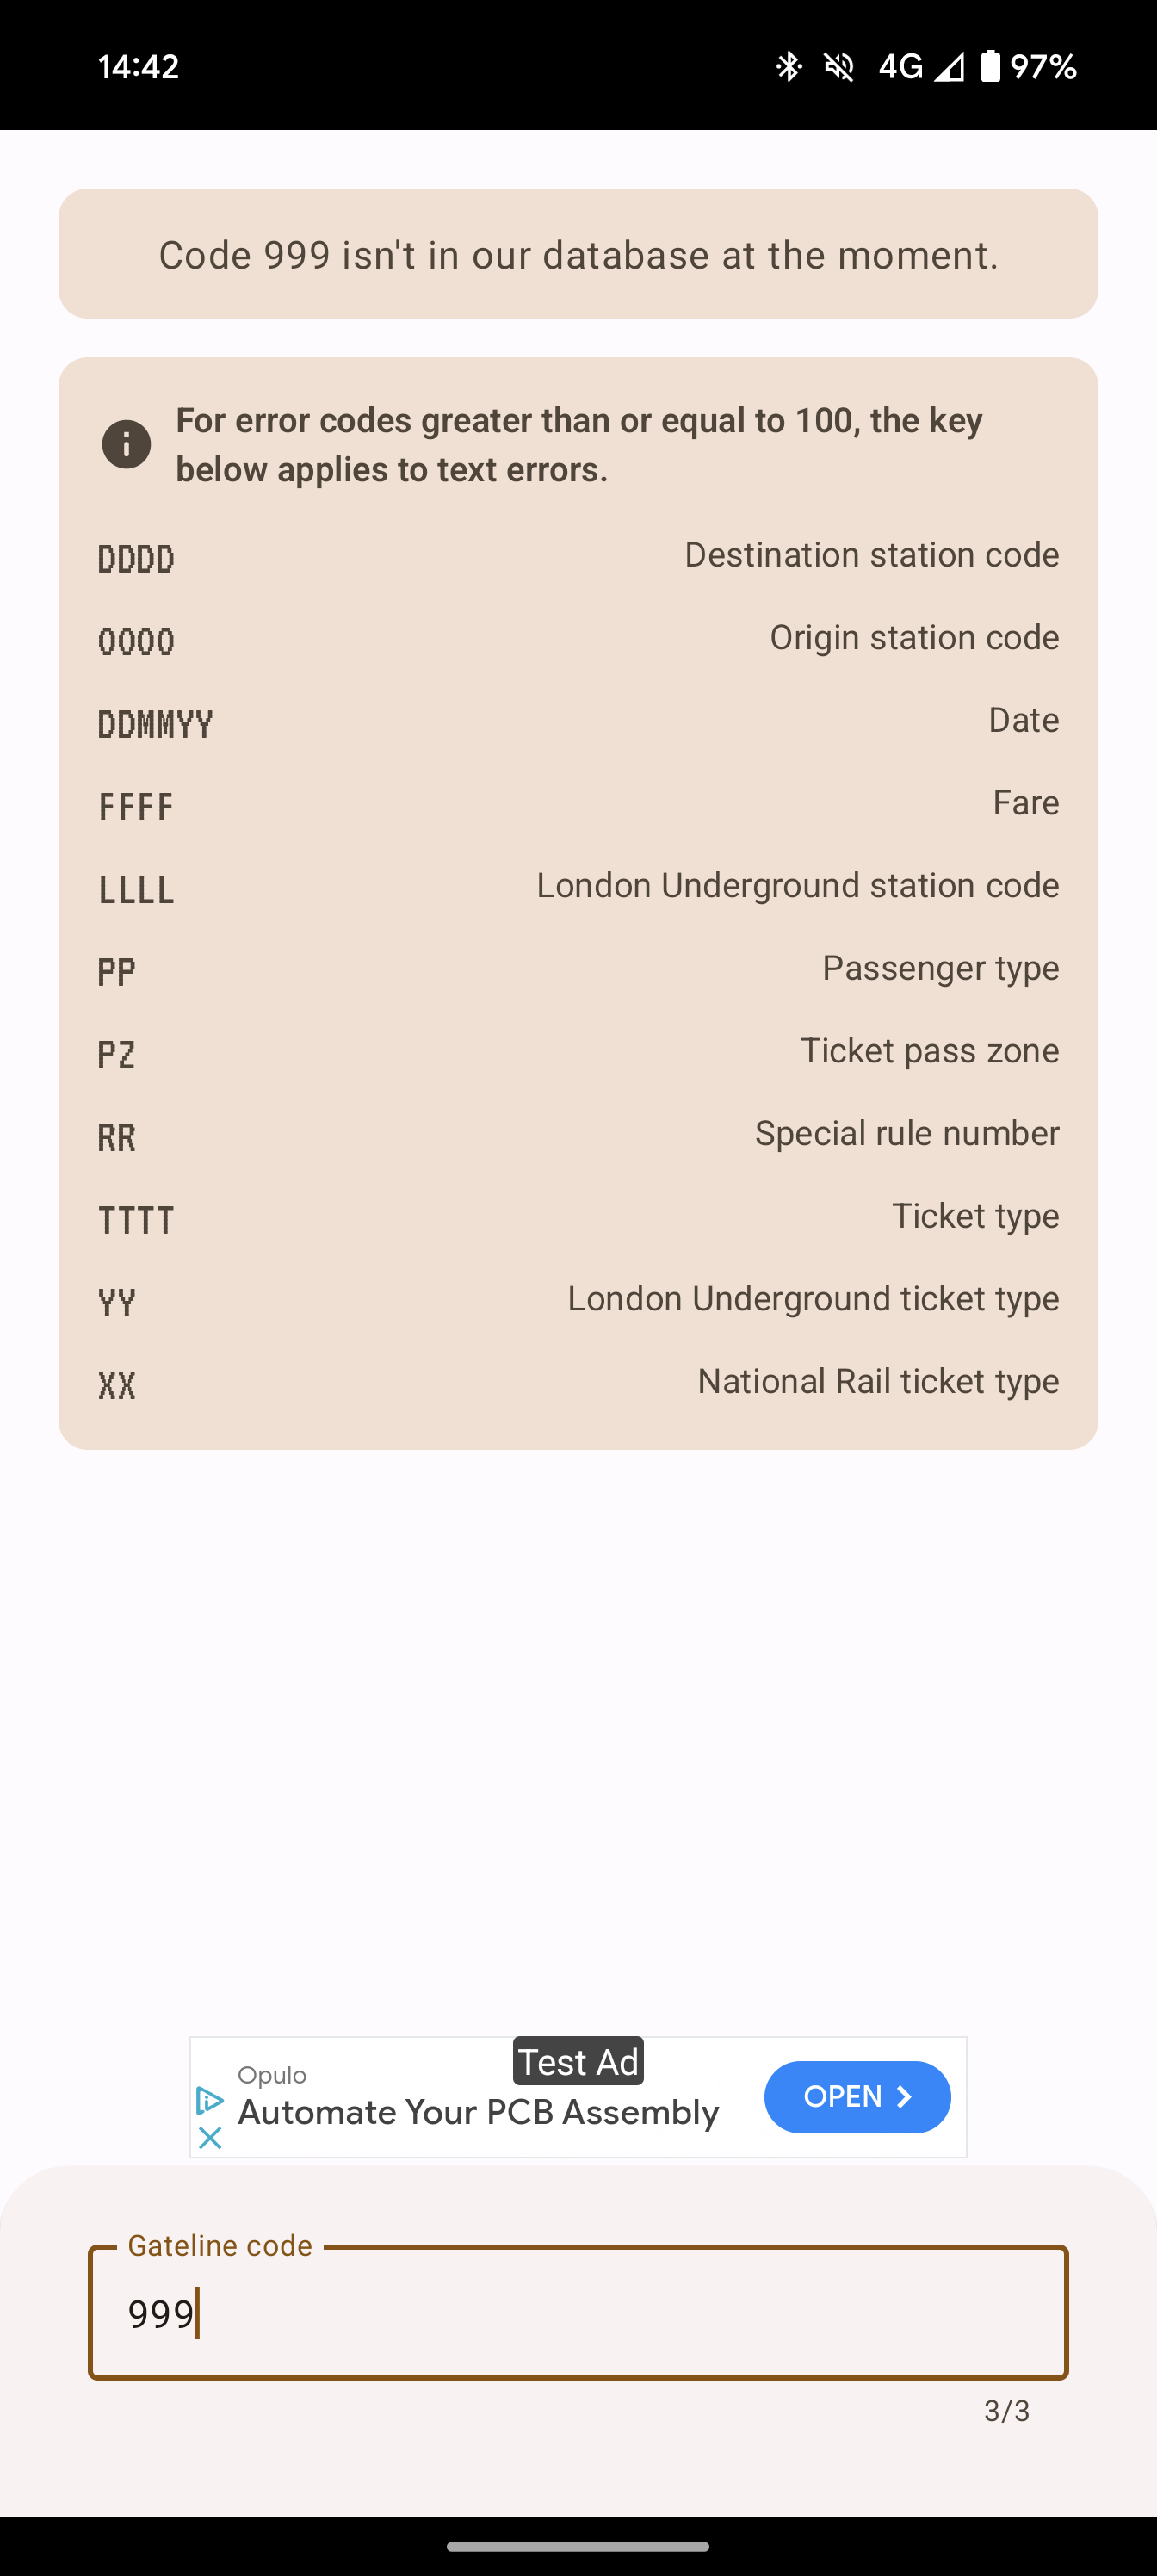 14:42
4G 97%
Code 999 isn't in our database at the moment.
For error codes greater than or equal to 100, the key
below applies to text errors.
DDDD Destination station code
OOOO Origin station code
DDMMYY Date
FFFF Fare
LLLL London Underground station code
PP Passenger type
PZ Ticket pass zone
RR Special rule number
TTTT Ticket type
YY London Underground ticket type
XX National Rail ticket type
Test Ad
Opulo
Automate Your PCB Assembly
OPEN
Gateline code
999
3/3